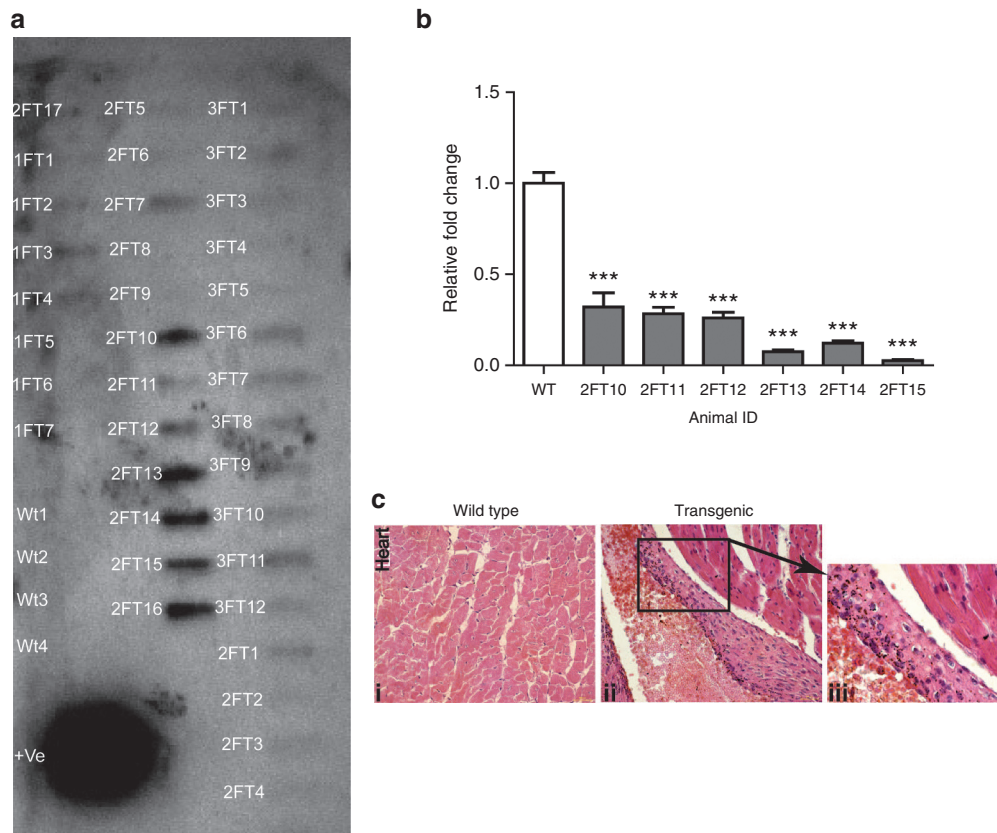 a
2FT17 2FT5 3FT1
1FT1 2FT6 3FT2
1FT2 2FT7 3FT3
1FT3 2FT8 3FT4
1FT4 2FT9 3FT5
1FT5 2FT10 3FT6
1FT6 2FT11 3FT7
1FT7 2FT12 3FT8
2FT13 3FT9
Wt1 2FT14 3FT10
Wt2 2FT15 3FT11
Wt3 2FT16 3FT12
Wt4 2FT1
2FT2
+Ve 2FT3
2FT4
b
Relative fold change
1.5
1.0
0.5
0.0
*** *** *** *** *** ***
WT 2FT10 2FT11 2FT12 2FT13 2FT14 2FT15
Animal ID
c
Wild type Transgenic
Heart
i ii iii